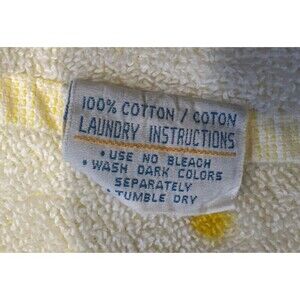 100% COTTON / COTON
LAUNDRY INSTRUCTIONS
• USE NO BLEACH
• WASH DARK COLORS
SEPARATELY
• TUMBLE DRY